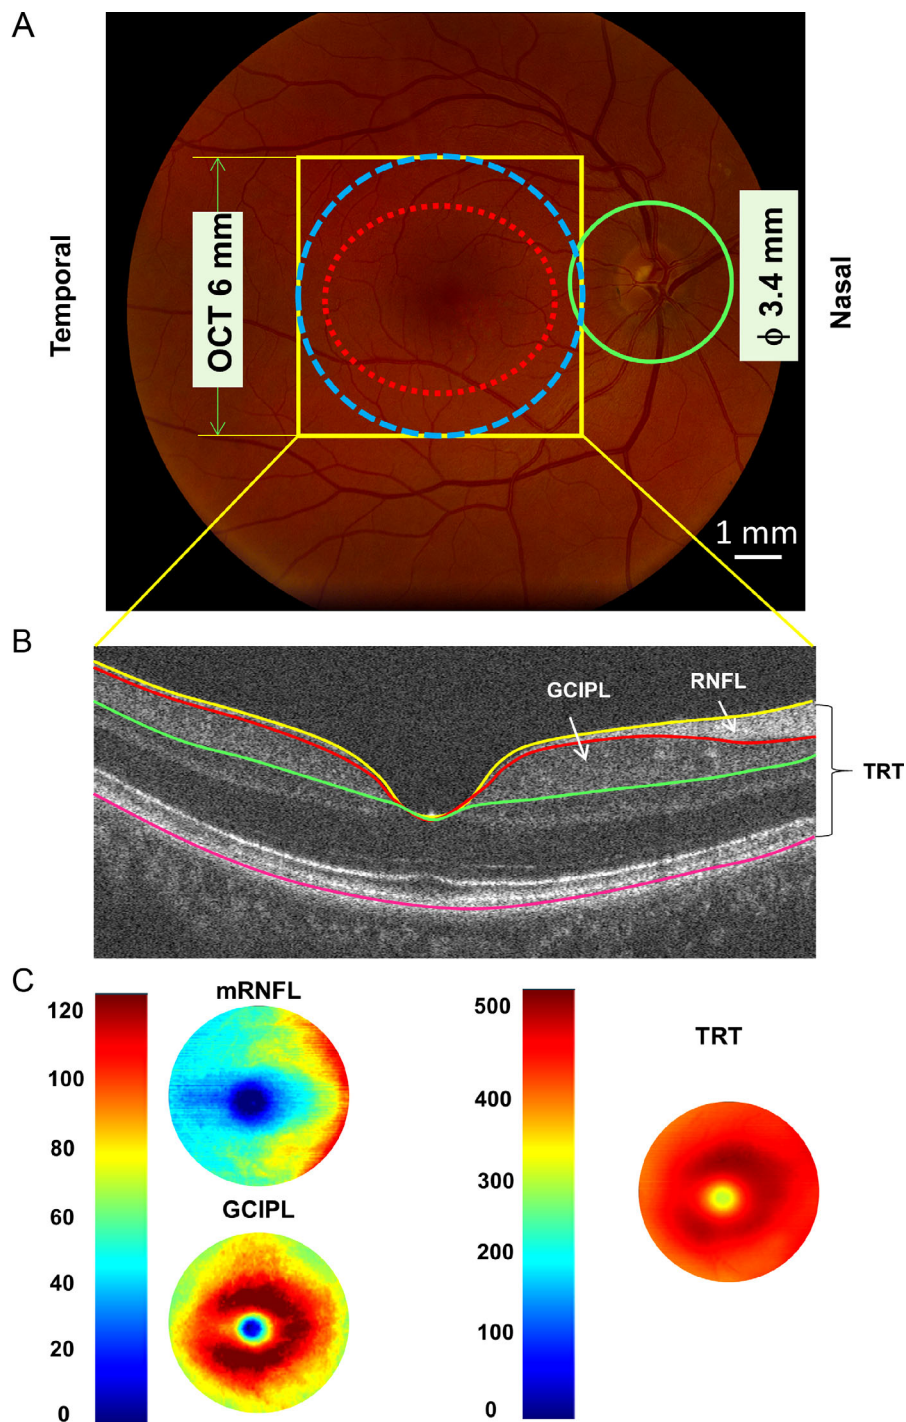 A
Temporal
OCT 6 mm
ϕ 3.4 mm
Nasal
1 mm
B
GCIPL
RNFL
TRT
C
mRNFL
120
100
80
60
40
20
0
GCIPL
500
400
300
200
100
0
TRT